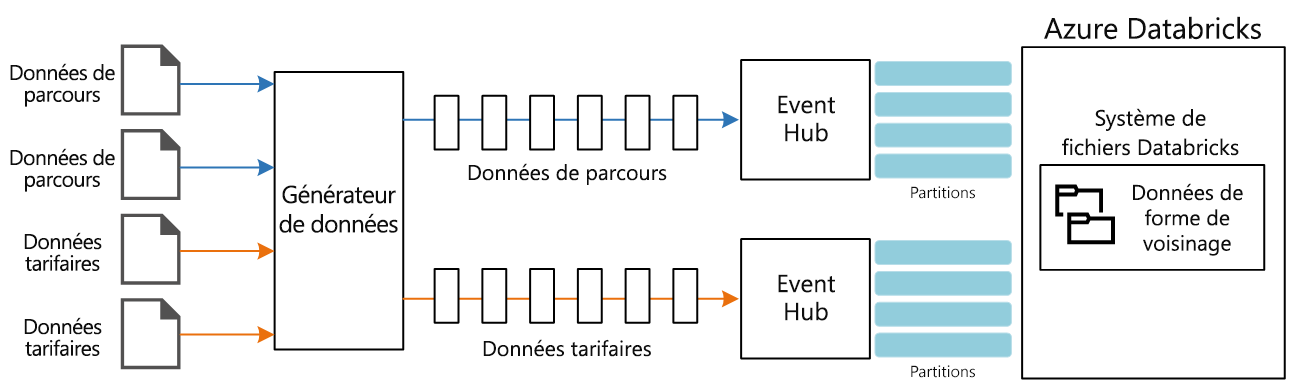 Azure Databricks
Données de
parcours
Données de
parcours
Données
tarifaires
Données
tarifaires
Générateur
de données
Données de parcours
Données tarifaires
Event
Hub
Partitions
Event
Hub
Partitions
Système de
fichiers Databricks
Données de
forme de
voisinage